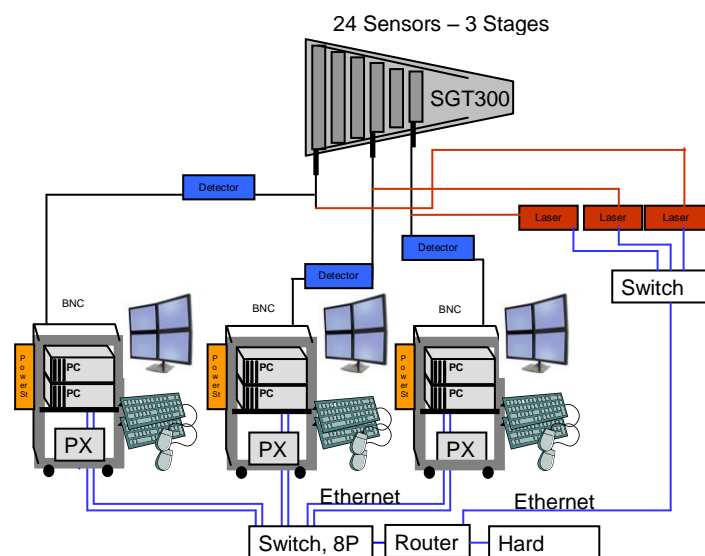 24 Sensors – 3 Stages
SGT300
Detector
Laser
Laser
Laser
Detector
Detector
Switch
BNC
BNC
BNC
Power St
PC
PC
PX
Power St
PC
PC
PX
Power St
PC
PC
PX
Ethernet
Ethernet
Switch, 8P
Router
Hard